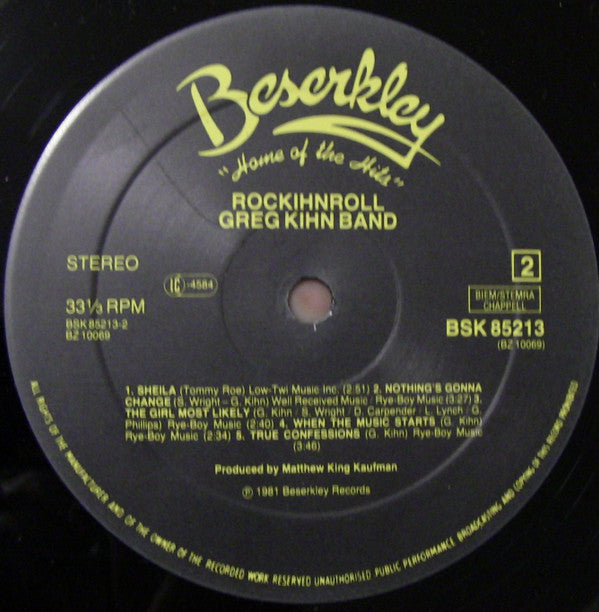 Beserkley
"Home of the Hits"
ROCKIHNROLL
GREG KIHN BAND
STEREO
LC-4584
2
33⅓ RPM
BIEM/STEMRA
CHAPPELL
BSK 85213-2
BSK 85213
BZ 10069
(BZ 10069)
1. SHEILA (Tommy Roe) Low-Twi Music Inc. (2:51) 2. NOTHING'S GONNA
CHANGE (S. Wright - G. Kihn) Well Received Music / Rye-Boy Music (3:27) 3.
THE GIRL MOST LIKELY (G. Kihn / S. Wright / D. Carpender / L. Lynch / G.
Phillips) Rye-Boy Music (2:40) 4. WHEN THE MUSIC STARTS (G. Kihn)
Rye-Boy Music (2:34) 5. TRUE CONFESSIONS (G. Kihn) Rye-Boy Music
(3:46)
Produced by Matthew King Kaufman
℗ 1981 Beserkley Records
ALL RIGHTS OF THE MANUFACTURER AND OF THE OWNER OF THE RECORDED WORK RESERVED UNAUTHORISED PUBLIC PERFORMANCE BROADCASTING AND COPYING OF THIS RECORD PROHIBITED